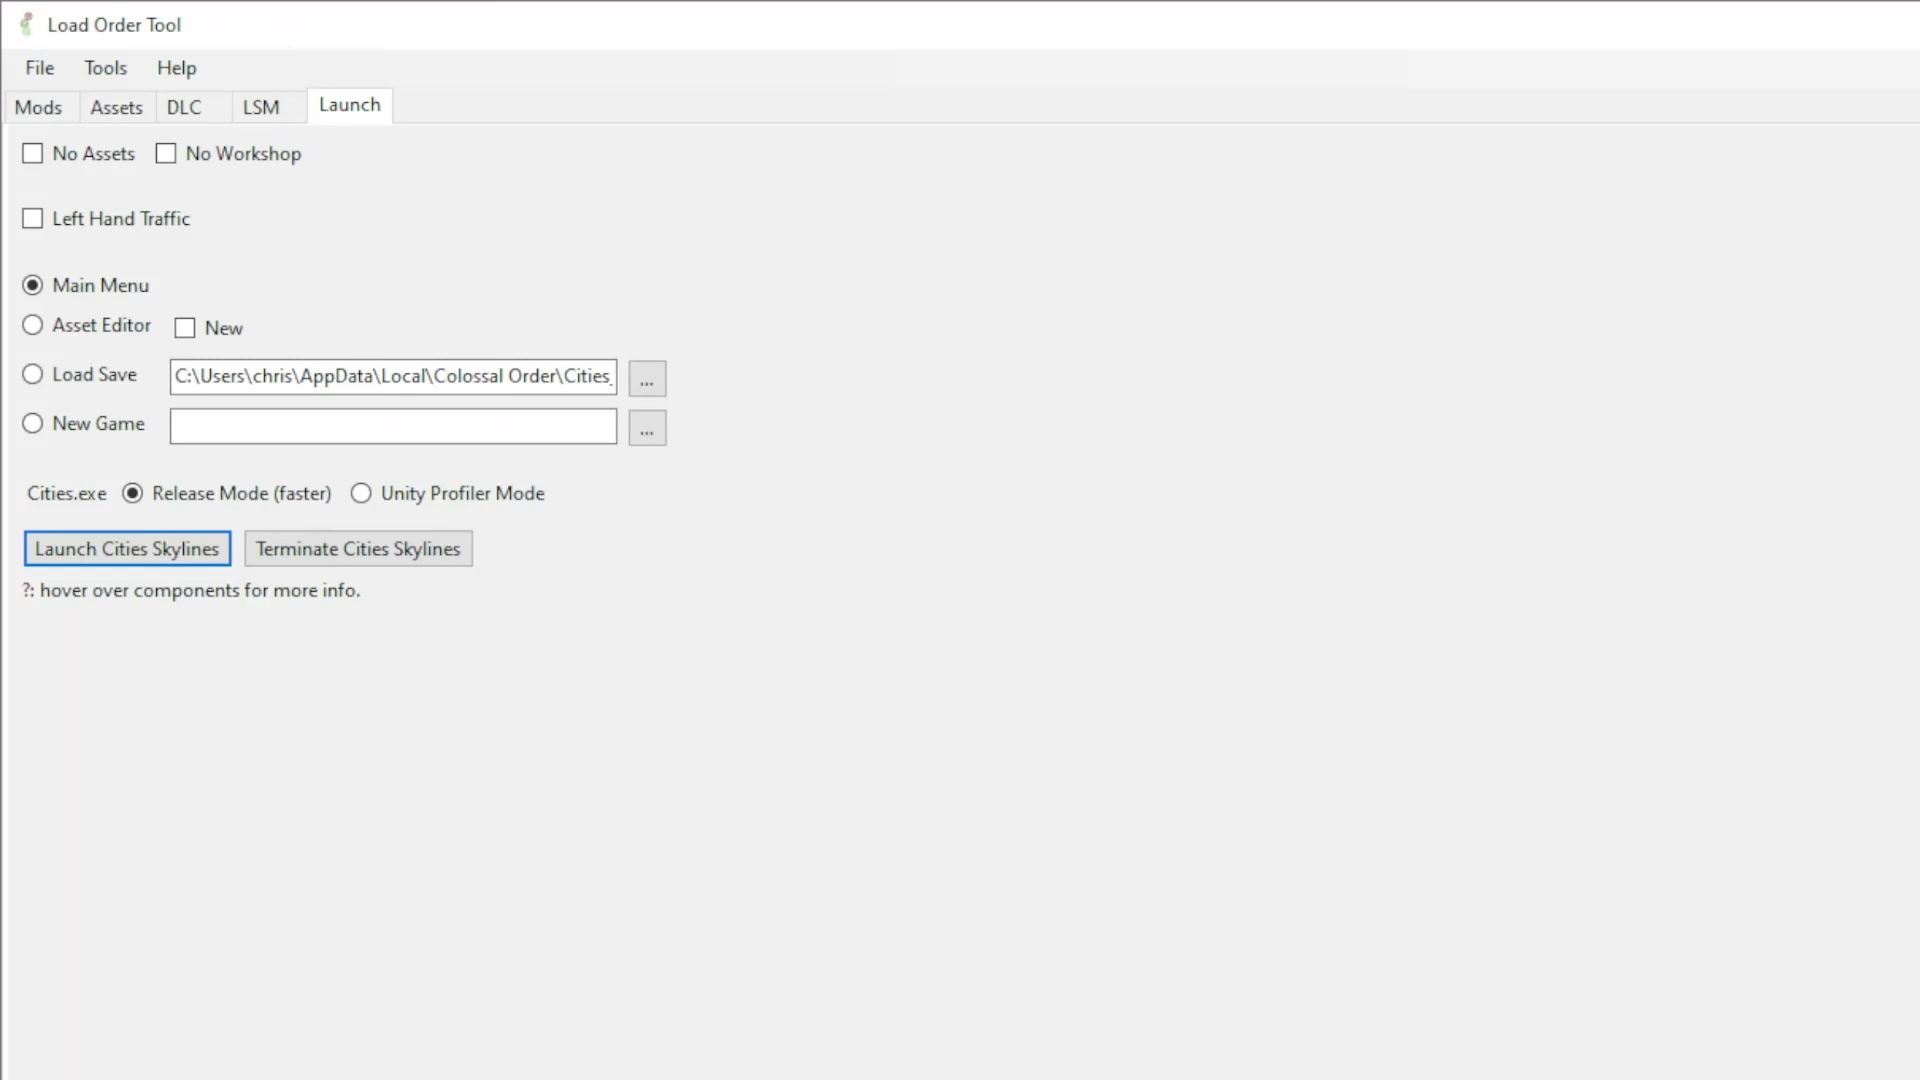 Load Order Tool
File Tools Help
Mods Assets DLC LSM Launch
No Assets No Workshop
Left Hand Traffic
Main Menu
Asset Editor New
Load Save C:\Users\chris\AppData\Local\Colossal Order\Cities_ ...
New Game ...
Cities.exe Release Mode (faster) Unity Profiler Mode
Launch Cities Skylines Terminate Cities Skylines
?: hover over components for more info.